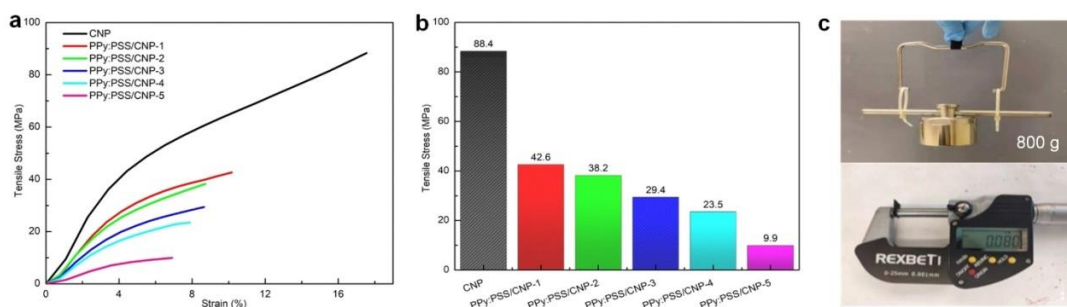 a
100
80
60
40
20
0
Tensile Stress (MPa)
CNP
PPy:PSS/CNP-1
PPy:PSS/CNP-2
PPy:PSS/CNP-3
PPy:PSS/CNP-4
PPy:PSS/CNP-5
0 4 8 12 16
Strain (%)
b
100
80
60
40
20
0
Tensile Stress (MPa)
88.4
42.6
38.2
29.4
23.5
9.9
CNP
PPy:PSS/CNP-1
PPy:PSS/CNP-2
PPy:PSS/CNP-3
PPy:PSS/CNP-4
PPy:PSS/CNP-5
c
800 g
0.080
REXBETI
0-25mm 0.001mm